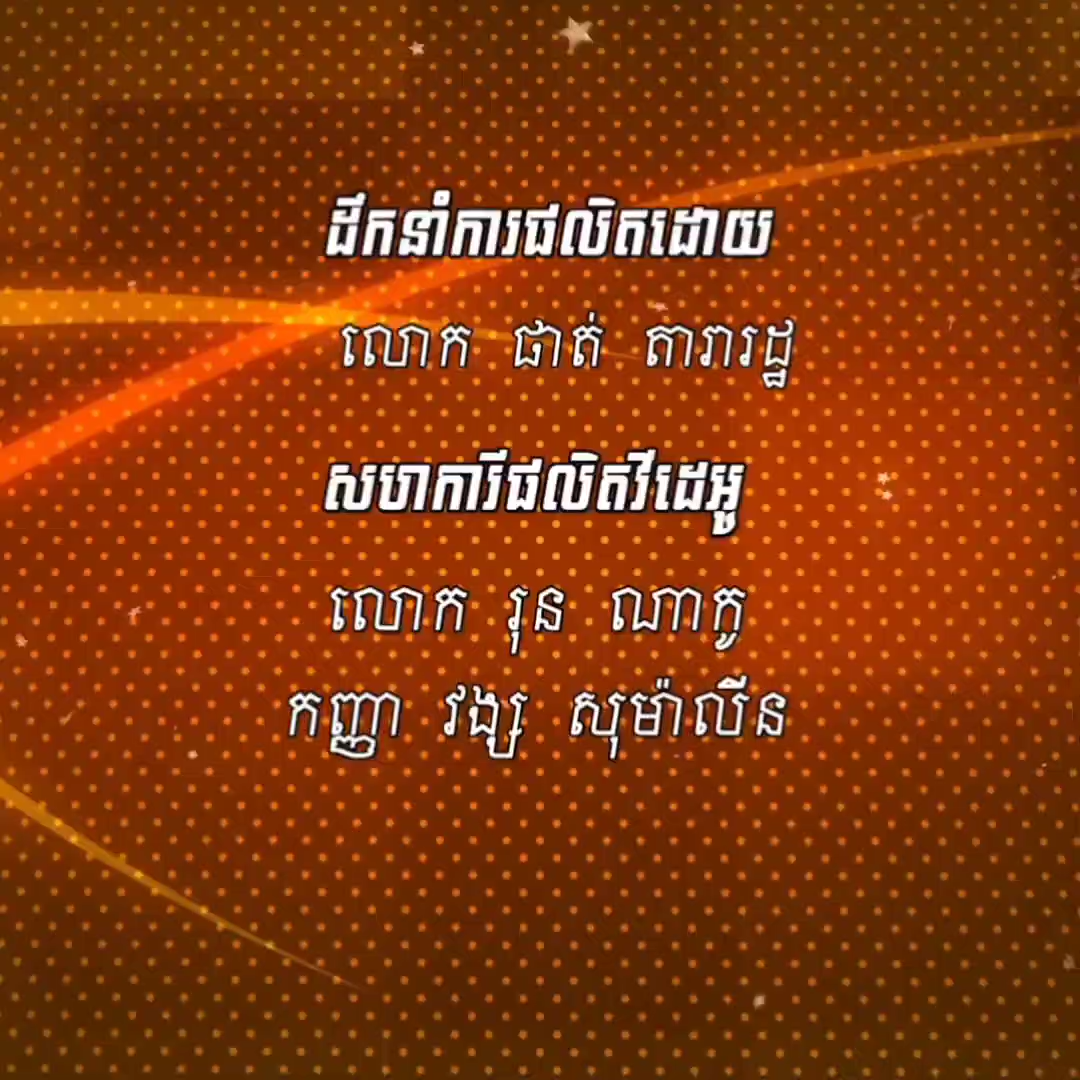 ដឹកនាំការផលិតដោយ
លោក ផាត់ តារារដ្ឋ
សហការីផលិតវីដេអូ
លោក រុន ណាកូ
កញ្ញា វង្ស សុម៉ាលីន